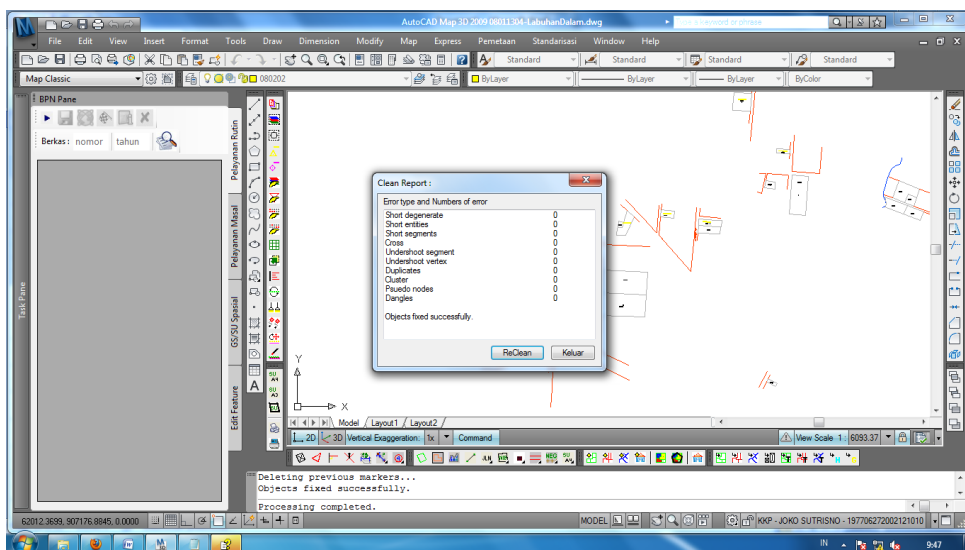 AutoCAD Map 3D 2009 08011304-LabuhanDalam.dwg
File Edit View Insert Format Tools Draw Dimension Modify Map Express Pemetaan Standarisasi Window Help
Standard Standard Standard Standard
Map Classic 080202 ByLayer ByLayer ByLayer ByColor
BPN Pane
Berkas : nomor tahun
Task Pane
Pelayanan Rutin
Pelayanan Masal
GS/SU Spasial
Edit Feature
Clean Report :
Error type and Numbers of error
Short degenerate 0
Short entities 0
Short segments 0
Cross 0
Undershoot segment 0
Undershoot vertex 0
Duplicates 0
Cluster 0
Psuedo nodes 0
Dangles 0
Objects fixed successfully.
ReClean Keluar
Y
X
Model Layout1 Layout2
2D 3D Vertical Exaggeration: 1x Command View Scale 1 : 6093.37
Deleting previous markers...
Objects fixed successfully.
Processing completed.
62012.3699, 907176.8845, 0.0000 MODEL KKP - JOKO SUTRISNO - 197706272002121010
IN 9:47